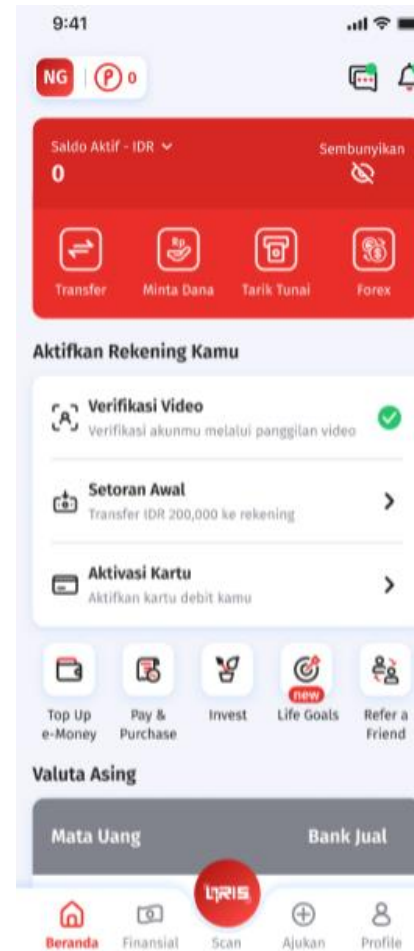 9:41
NG
P 0
Saldo Aktif - IDR
Sembunyikan
0
Rp
Transfer
Minta Dana
Tarik Tunai
Forex
Aktifkan Rekening Kamu
Verifikasi Video
Verifikasi akunmu melalui panggilan video
Setoran Awal
Transfer IDR 200,000 ke rekening
Aktivasi Kartu
Aktifkan kartu debit kamu
new
Top Up
e-Money
Pay &
Purchase
Invest
Life Goals
Refer a
Friend
Valuta Asing
Mata Uang
Bank Jual
QRIS
Beranda
Finansial
Scan
Ajukan
Profile